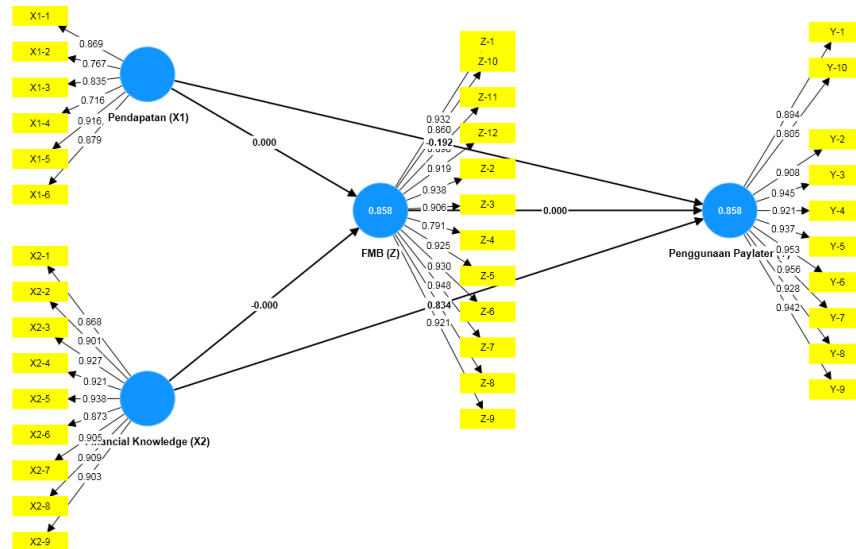 X1-1
X1-2
X1-3
X1-4
X1-5
X1-6
0.869
0.767
0.835
0.716
0.916
0.879
Pendapatan (X1)
X2-1
X2-2
X2-3
X2-4
X2-5
X2-6
X2-7
X2-8
X2-9
0.868
0.901
0.927
0.921
0.938
0.873
0.905
0.909
0.903
Knowledge (X2)
0.000
-0.000
-0.192
0.834
0.000
0.858
FMB (Z)
Z-1
Z-10
Z-11
Z-12
Z-2
Z-3
Z-4
Z-5
Z-6
Z-7
Z-8
Z-9
0.932
0.860
0.919
0.938
0.906
0.791
0.925
0.930
0.948
0.921
0.858
Penggunaan Paylater
Y-1
Y-10
Y-2
Y-3
Y-4
Y-5
Y-6
Y-7
Y-8
Y-9
0.894
0.805
0.908
0.945
0.921
0.937
0.953
0.956
0.928
0.942